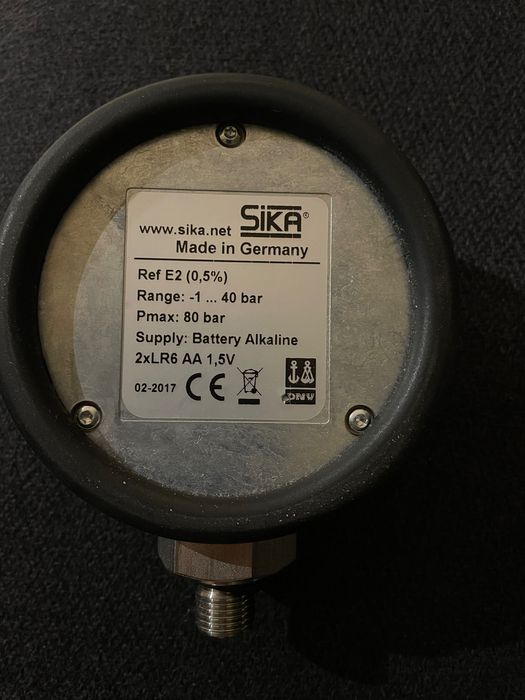 www.sika.net SiKA®
Made in Germany
Ref E2 (0,5%)
Range: -1 ... 40 bar
Pmax: 80 bar
Supply: Battery Alkaline
2xLR6 AA 1,5V
02-2017 CE
DNV